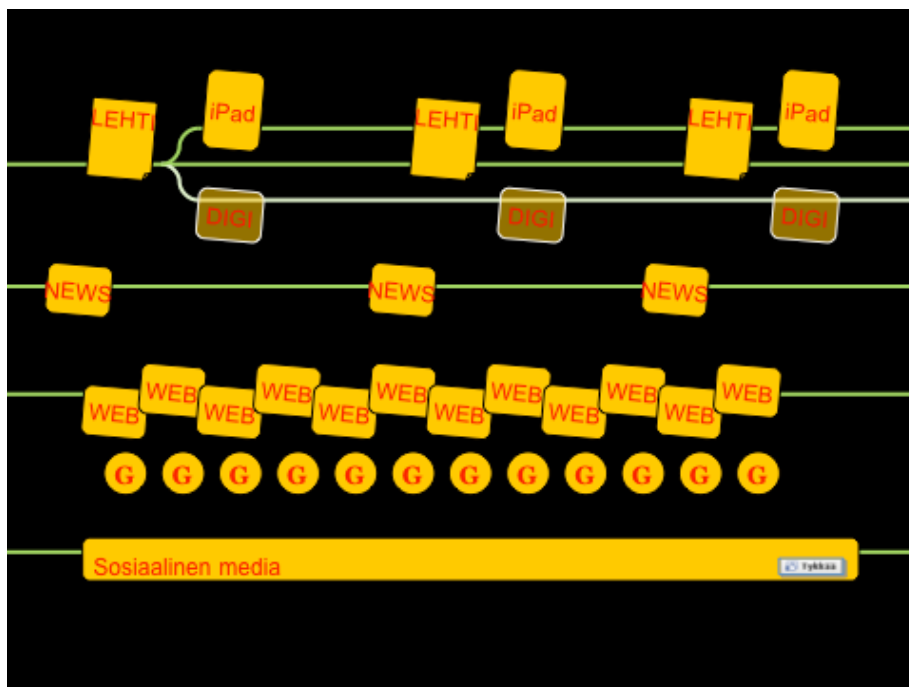 iPad iPad iPad
LEHTI LEHTI LEHTI
DIGI DIGI DIGI
NEWS NEWS NEWS
WEB WEB WEB WEB WEB WEB
WEB WEB WEB WEB WEB WEB
G G G G G G G G G G G G
Sosiaalinen media
Tykkää